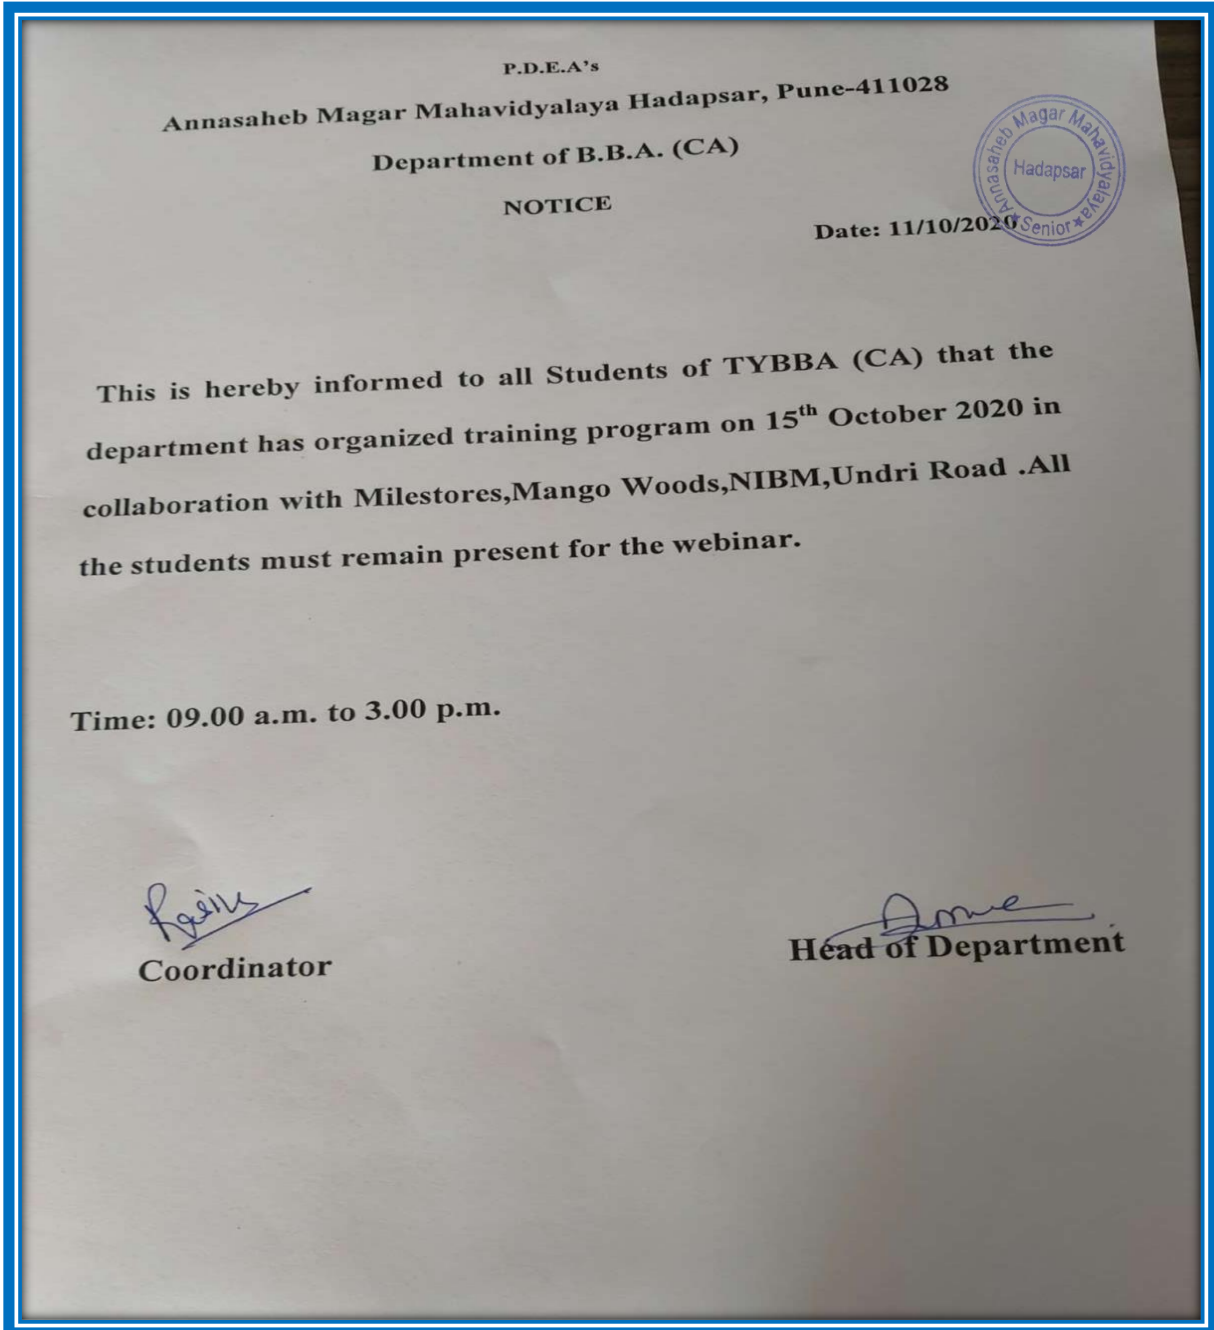 P.D.E.A's
Annasaheb Magar Mahavidyalaya Hadapsar, Pune-411028
Department of B.B.A. (CA)
NOTICE
Annasaheb Magar Mahavidyalaya
Hadapsar
★Senior★
Date: 11/10/2020
This is hereby informed to all Students of TYBBA (CA) that the
department has organized training program on 15th October 2020 in
collaboration with Milestores,Mango Woods,NIBM,Undri Road .All
the students must remain present for the webinar.
Time: 09.00 a.m. to 3.00 p.m.
Coordinator
Head of Department